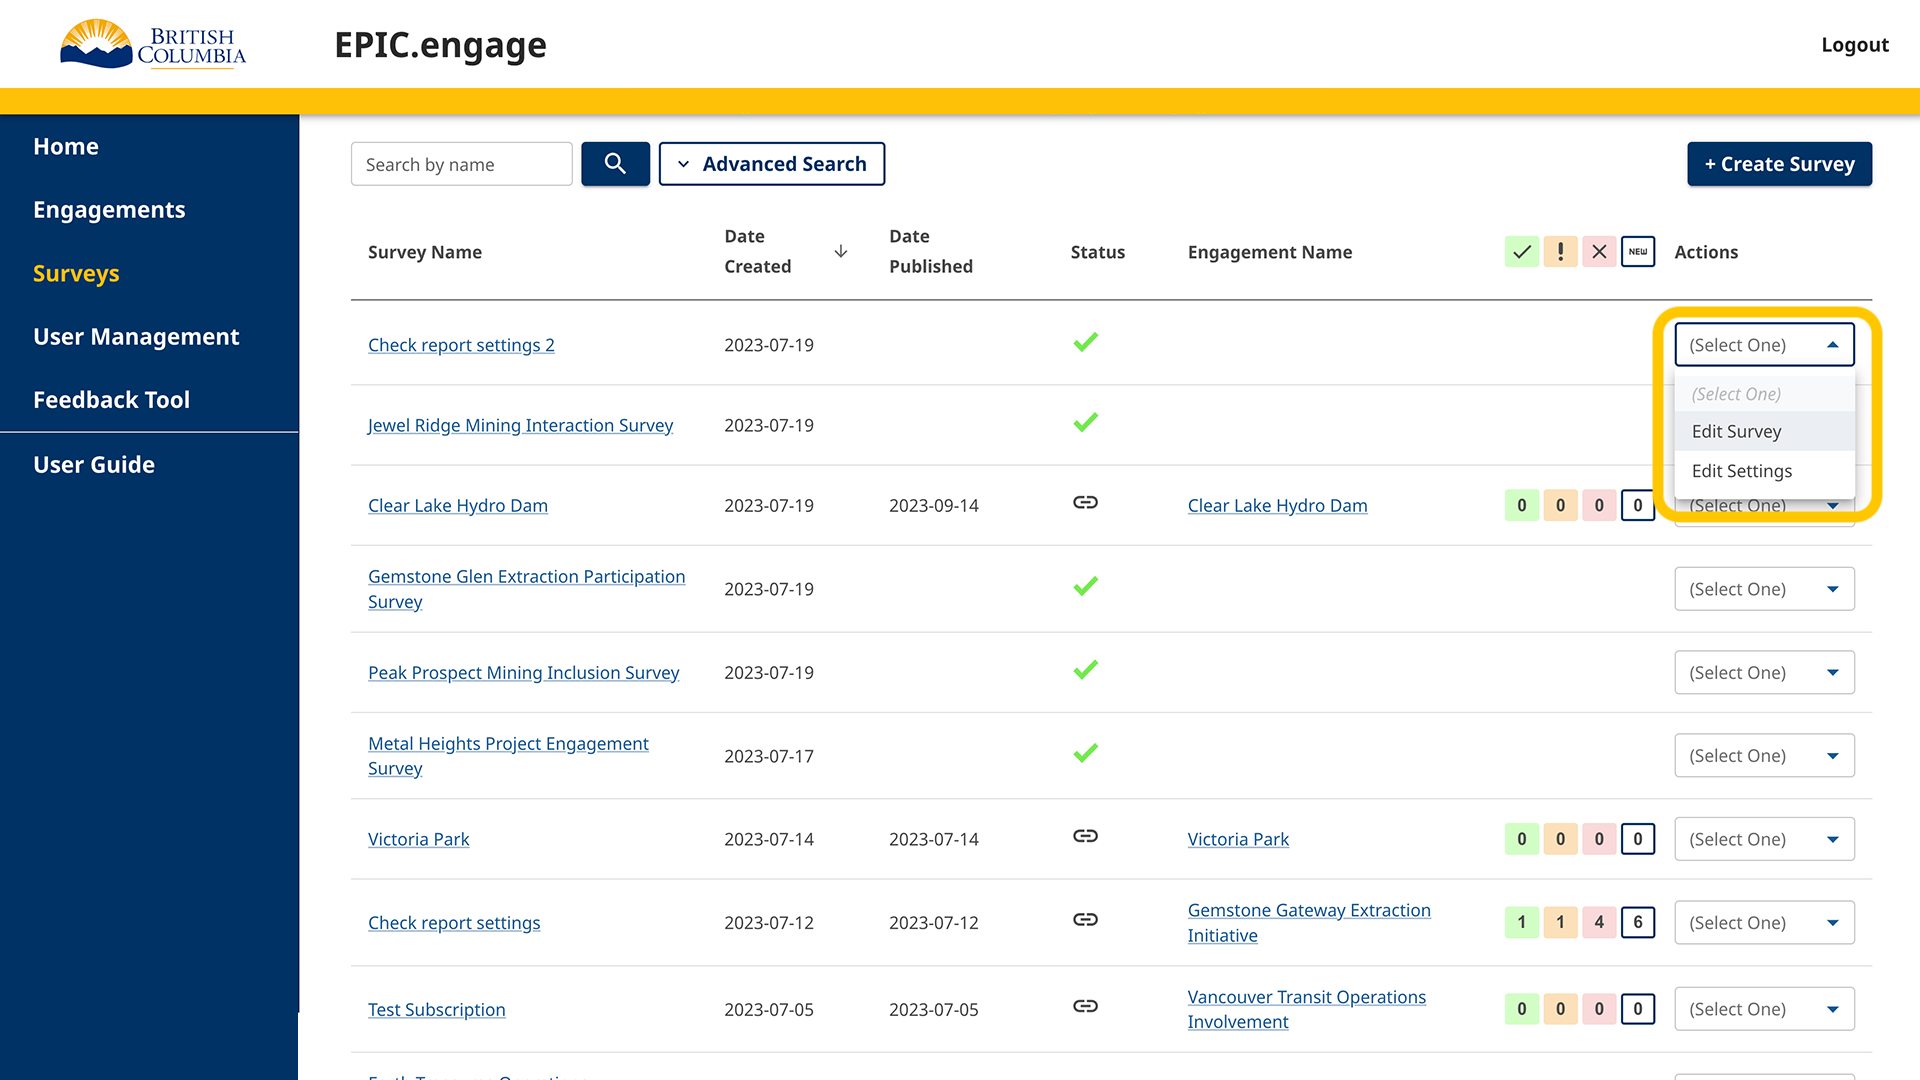 BRITISH
COLUMBIA
EPIC.engage
Logout
Home
Engagements
Surveys
User Management
Feedback Tool
User Guide
Search by name
Advanced Search
+ Create Survey
Survey Name
Date
Created
Date
Published
Status
Engagement Name
NEW
Actions
Check report settings 2
2023-07-19
(Select One)
(Select One)
Edit Survey
Edit Settings
Jewel Ridge Mining Interaction Survey
2023-07-19
Clear Lake Hydro Dam
2023-07-19
2023-09-14
Clear Lake Hydro Dam
0 0 0 0
(Select One)
Gemstone Glen Extraction Participation
Survey
2023-07-19
(Select One)
Peak Prospect Mining Inclusion Survey
2023-07-19
(Select One)
Metal Heights Project Engagement
Survey
2023-07-17
(Select One)
Victoria Park
2023-07-14
2023-07-14
Victoria Park
0 0 0 0
(Select One)
Check report settings
2023-07-12
2023-07-12
Gemstone Gateway Extraction
Initiative
1 1 4 6
(Select One)
Test Subscription
2023-07-05
2023-07-05
Vancouver Transit Operations
Involvement
0 0 0 0
(Select One)